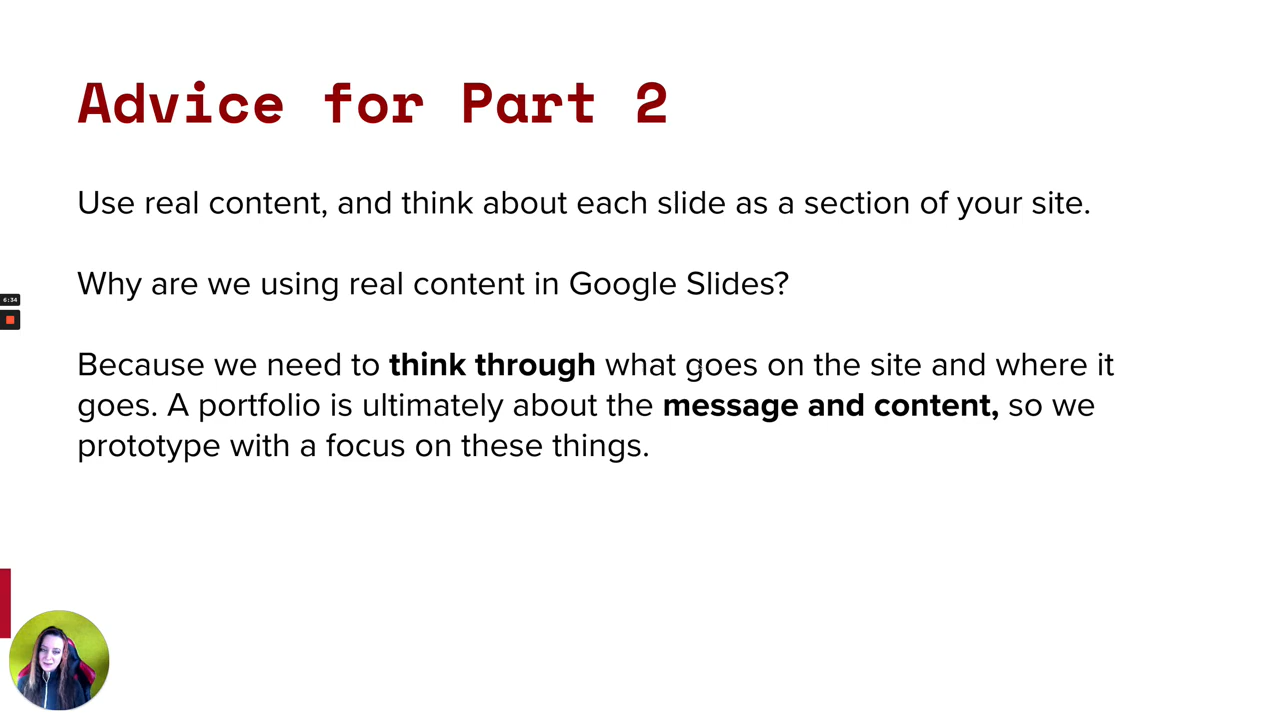 Advice for Part 2
Use real content, and think about each slide as a section of your site.
Why are we using real content in Google Slides?
Because we need to think through what goes on the site and where it
goes. A portfolio is ultimately about the message and content, so we
prototype with a focus on these things.
6:34